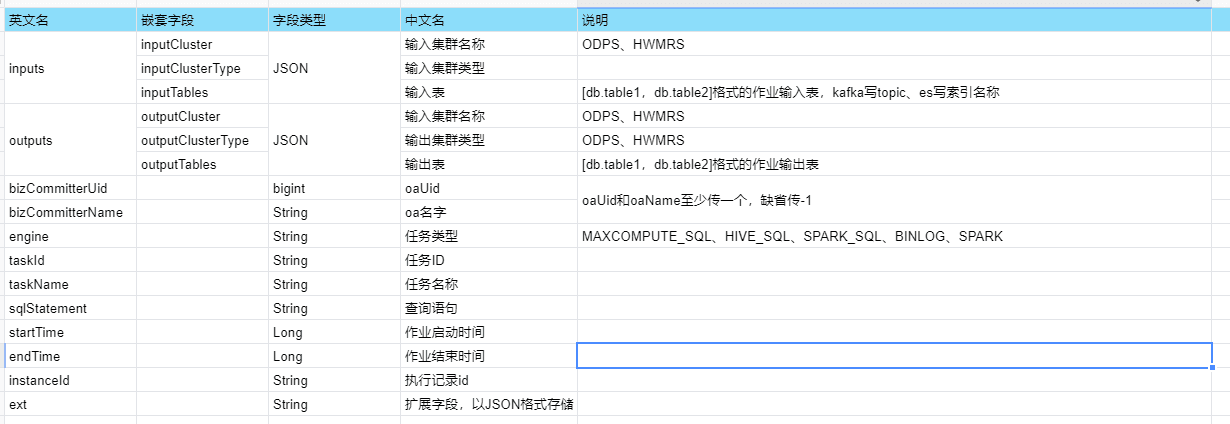 英文名 嵌套字段 字段类型 中文名 说明
inputCluster 输入集群名称 ODPS、HWMRS
inputs inputClusterType JSON 输入集群类型
inputTables 输入表 [db.table1，db.table2]格式的作业输入表，kafka写topic、es写索引名称
outputCluster 输入集群名称 ODPS、HWMRS
outputs outputClusterType JSON 输出集群类型 ODPS、HWMRS
outputTables 输出表 [db.table1，db.table2]格式的作业输出表
bizCommitterUid bigint oaUid
oaUid和oaName至少传一个，缺省传-1
bizCommitterName String oa名字
engine String 任务类型 MAXCOMPUTE_SQL、HIVE_SQL、SPARK_SQL、BINLOG、SPARK
taskId String 任务ID
taskName String 任务名称
sqlStatement String 查询语句
startTime Long 作业启动时间
endTime Long 作业结束时间
instanceId String 执行记录id
ext String 扩展字段，以JSON格式存储